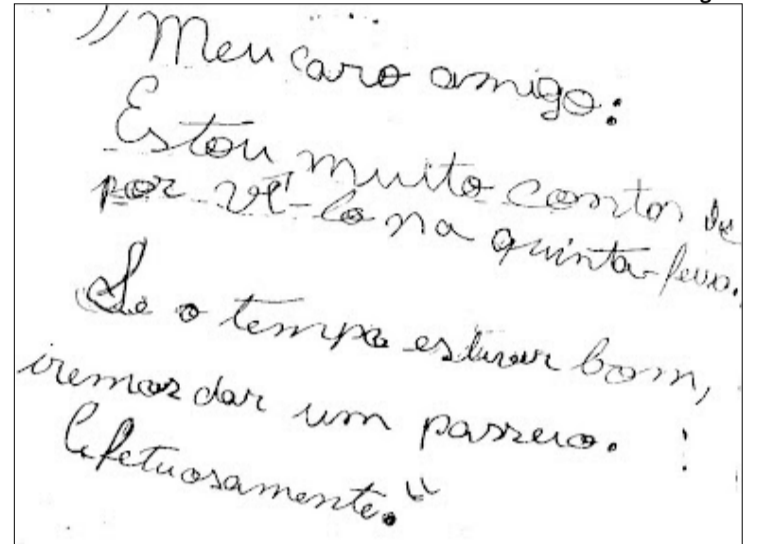 "Meu caro amigo:
Estou muito
por vê-lo na quinta-feira.
Se o tempo estiver bom,
iremos dar um passeio.
Afetuosamente."